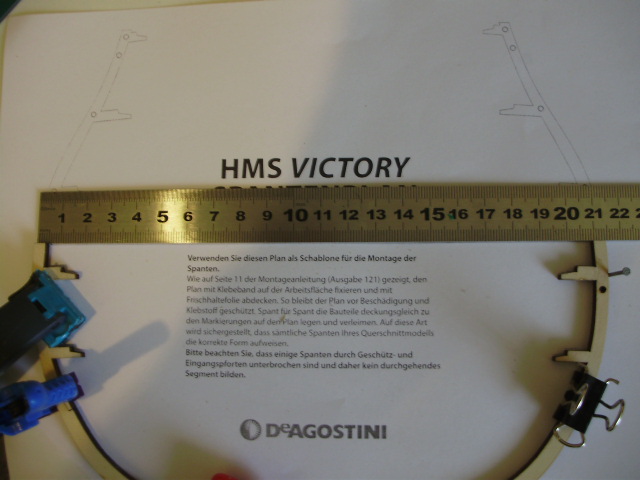 HMS VICTORY
SPANTENPLAN
1 2 3 4 5 6 7 8 9 10 11 12 13 14 15 16 17 18 19 20 21 22
Verwenden Sie diesen Plan als Schablone für die Montage der
Spanten.
Wie auf Seite 11 der Montageanleitung (Ausgabe 121) gezeigt, den
Plan mit Klebeband auf der Arbeitsfläche fixieren und mit
Frischhaltefolie abdecken. So bleibt der Plan vor Beschädigung und
Klebstoff geschützt. Spant für Spant die Bauteile deckungsgleich zu
den Markierungen auf den Plan legen und verleimen. Auf diese Art
wird sichergestellt, dass sämtliche Spanten Ihres Querschnittmodells
die korrekte Form aufweisen.
Bitte beachten Sie, dass einige Spanten durch Geschütz- und
Eingangspforten unterbrochen sind und daher kein durchgehendes
Segment bilden.
DEAGOSTINI